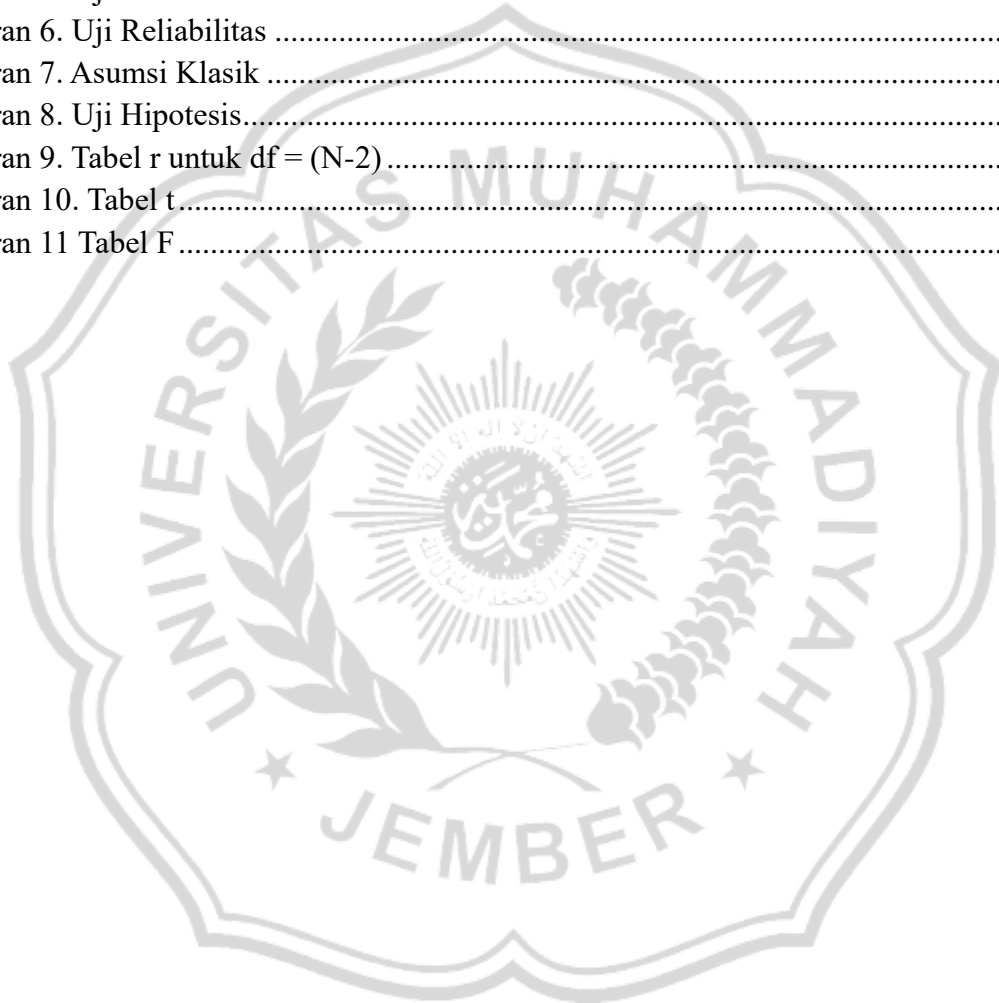 ran 6. Uji Reliabilitas ....................................................................................................
ran 7. Asumsi Klasik ....................................................................................................
ran 8. Uji Hipotesis....................................................................................................
ran 9. Tabel r untuk df = (N-2)....................................................................................................
ran 10. Tabel t....................................................................................................
ran 11 Tabel F....................................................................................................
UNIVERSITAS MUHAMMADIYAH
JEMBER